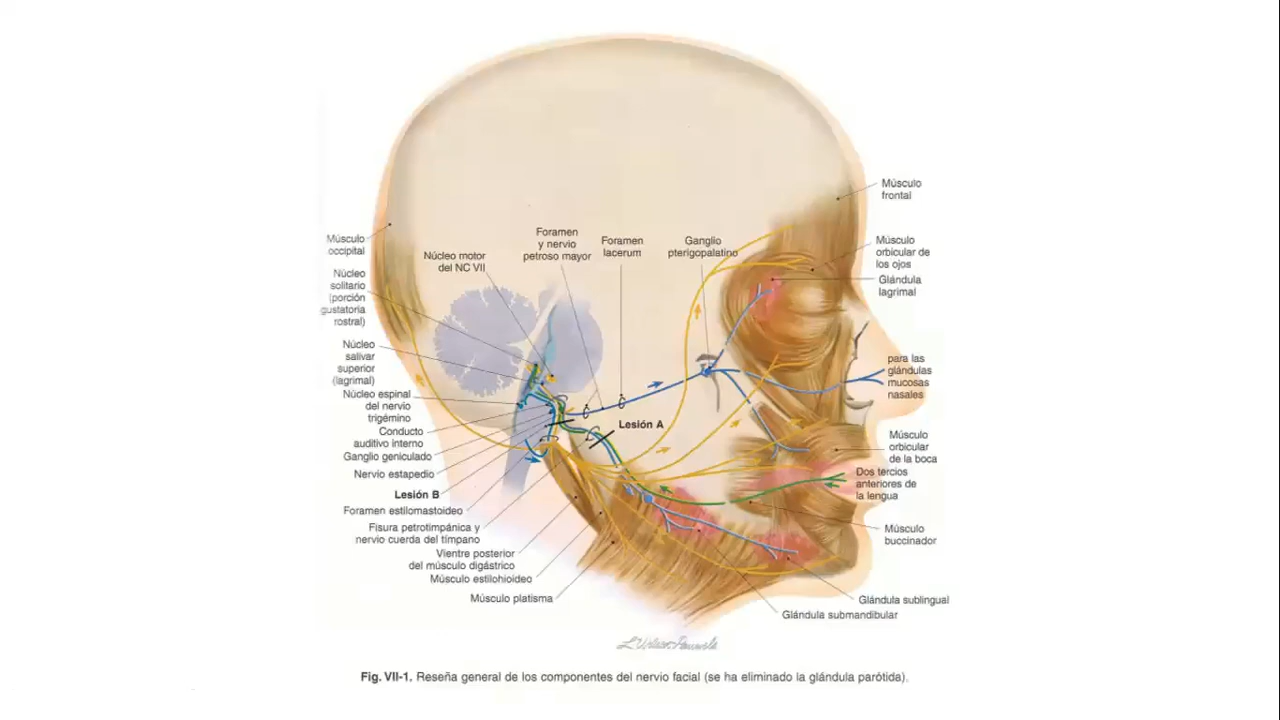 Músculo
frontal
Músculo
orbicular de
los ojos
Glándula
lagrimal
para las
glándulas
mucosas
nasales
Músculo
orbicular
de la boca
Dos tercios
anteriores de
la lengua
Músculo
buccinador
Glándula sublingual
Glándula submandibular
Foramen
y nervio
petroso mayor
Foramen
lacerum
Ganglio
pterigopalatino
Núcleo motor
del NC VII
Músculo
occipital
Núcleo
solitario
(porción
gustatoria
rostral)
Núcleo
salivar
superior
(lagrimal)
Núcleo espinal
del nervio
trigémino
Conducto
auditivo interno
Ganglio geniculado
Nervio estapedio
Lesión B
Foramen estilomastoideo
Fisura petrotimpánica y
nervio cuerda del tímpano
Vientre posterior
del músculo digástrico
Músculo estilohioideo
Músculo platisma
Lesión A
Fig. VII-1. Reseña general de los componentes del nervio facial (se ha eliminado la glándula parótida).